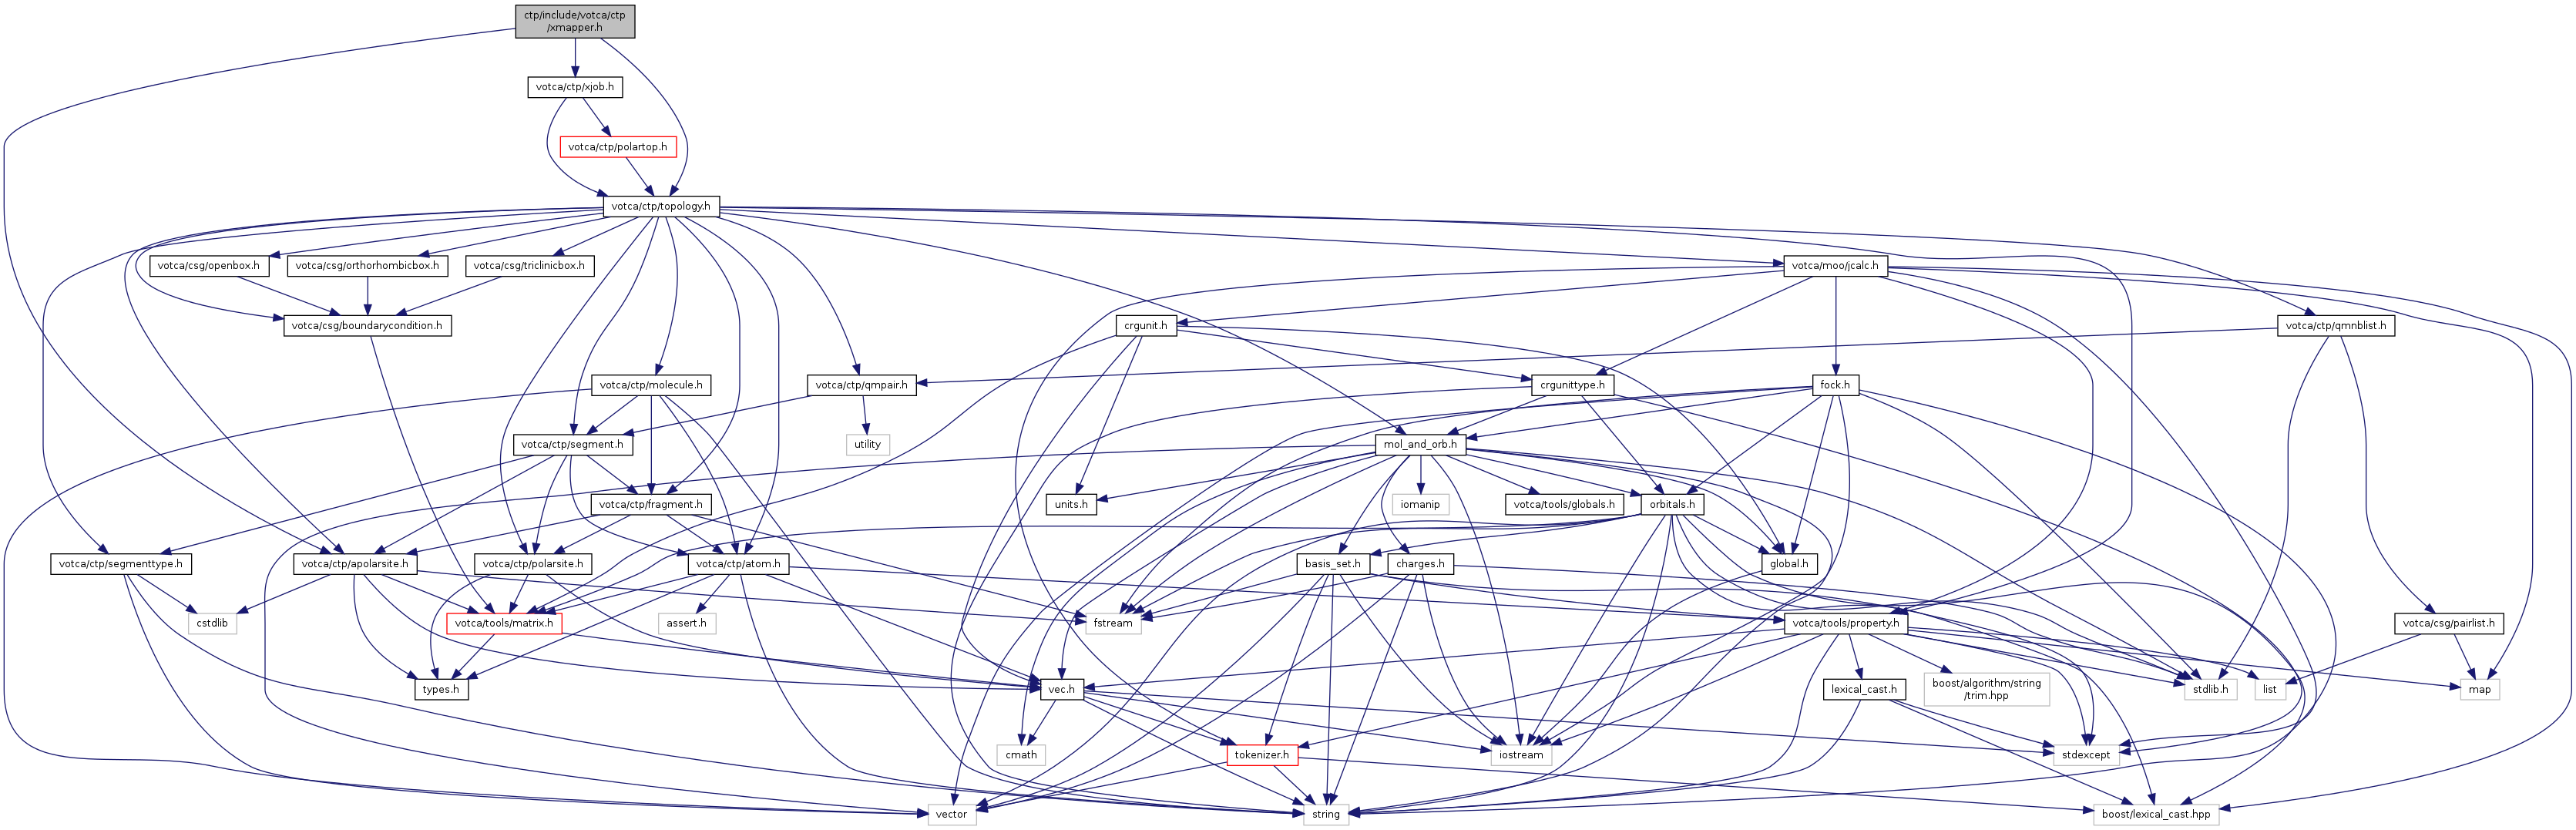 ctp/include/votca/ctp
/xmapper.h
votca/ctp/xjob.h
votca/ctp/polartop.h
votca/ctp/topology.h
votca/csg/openbox.h
votca/csg/orthorhombicbox.h
votca/csg/triclinicbox.h
votca/moo/jcalc.h
votca/csg/boundarycondition.h
crgunit.h
votca/ctp/qmnblist.h
votca/ctp/molecule.h
votca/ctp/qmpair.h
crgunittype.h
fock.h
votca/ctp/segment.h
utility
mol_and_orb.h
votca/ctp/fragment.h
units.h
iomanip
votca/tools/globals.h
orbitals.h
votca/ctp/segmenttype.h
votca/ctp/apolarsite.h
votca/ctp/polarsite.h
votca/ctp/atom.h
basis_set.h
charges.h
global.h
cstdlib
votca/tools/matrix.h
assert.h
fstream
votca/tools/property.h
votca/csg/pairlist.h
types.h
vec.h
lexical_cast.h
boost/algorithm/string
/trim.hpp
stdlib.h
list
map
cmath
tokenizer.h
iostream
stdexcept
vector
string
boost/lexical_cast.hpp